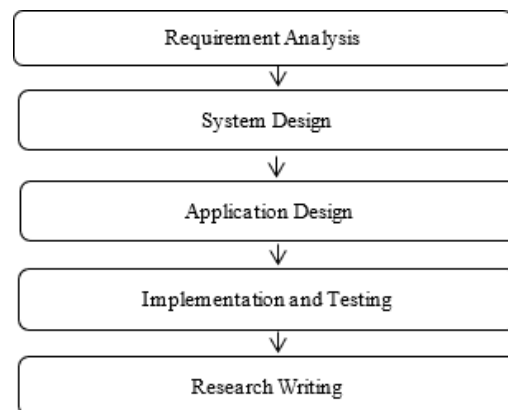 Requirement Analysis
System Design
Application Design
Implementation and Testing
Research Writing